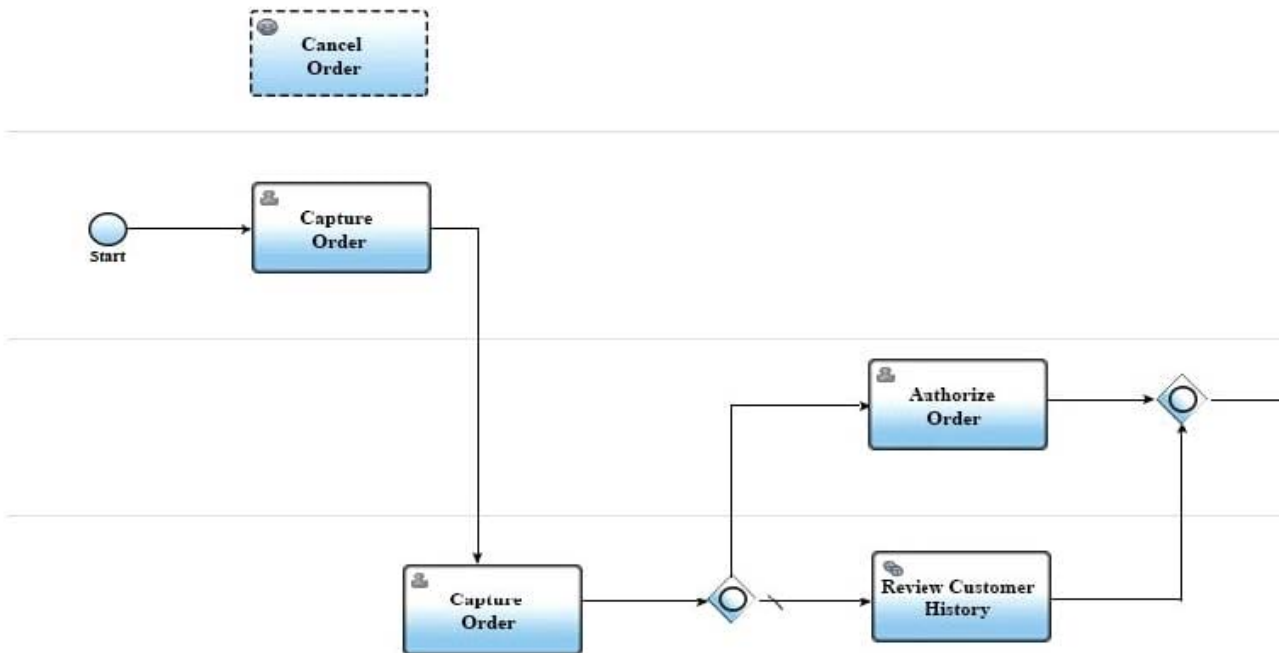 Cancel
Order
Capture
Order
Start
Authorize
Order
Review Customer
History
Capture
Order